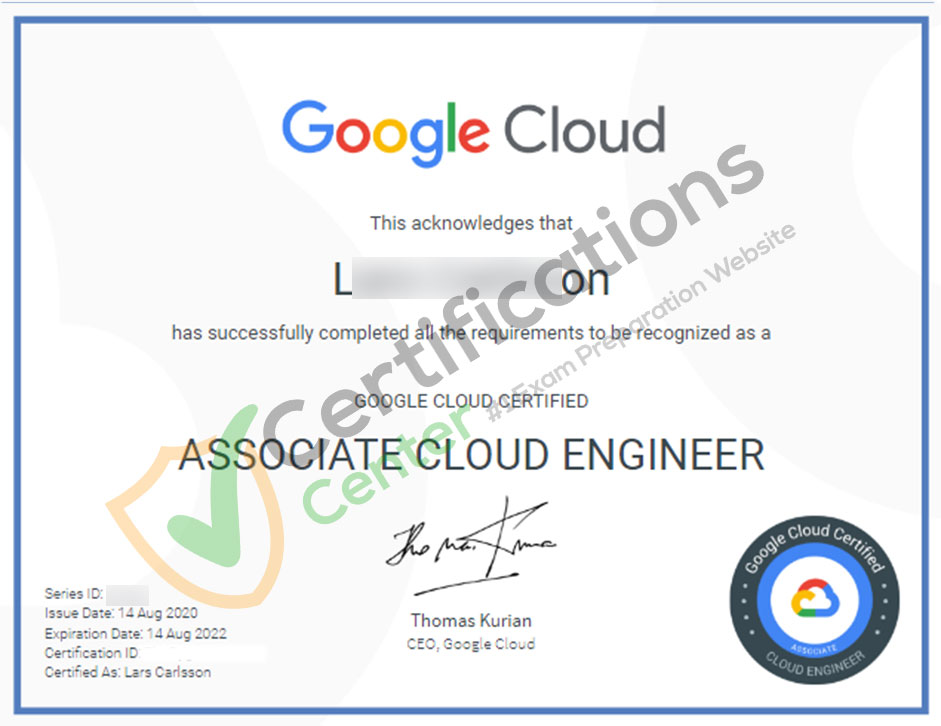 Google Cloud
This acknowledges that
L on
has successfully completed all the requirements to be recognized as a
GOOGLE CLOUD CERTIFIED
ASSOCIATE CLOUD ENGINEER
Certifications
Center
#1 Exam Preparation Website
Thomas Kurian
Thomas Kurian
CEO, Google Cloud
Series ID:
Issue Date: 14 Aug 2020
Expiration Date: 14 Aug 2022
Certification ID
Certified As: Lars Carlsson
Google Cloud Certified
ASSOCIATE
CLOUD ENGINEER